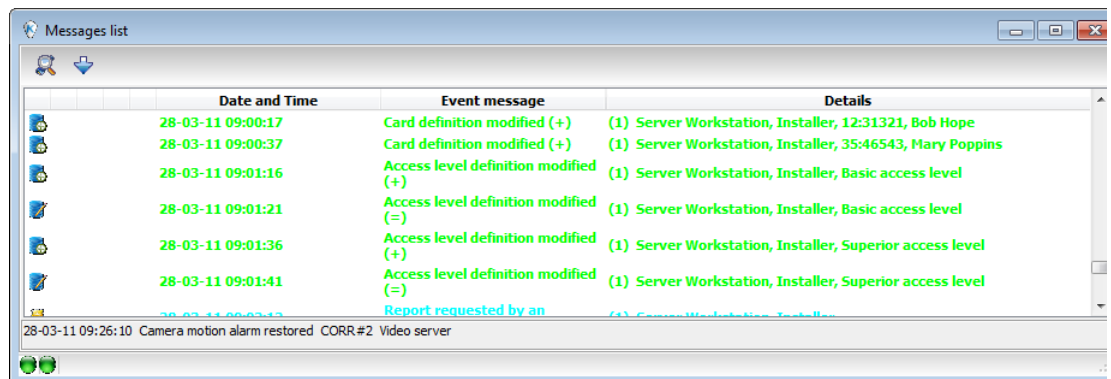 Messages list
Date and Time Event message Details
28-03-11 09:00:17 Card definition modified (+) (1) Server Workstation, Installer, 12:31321, Bob Hope
28-03-11 09:00:37 Card definition modified (+) (1) Server Workstation, Installer, 35:46543, Mary Poppins
28-03-11 09:01:16 Access level definition modified (1) Server Workstation, Installer, Basic access level
(+)
28-03-11 09:01:21 Access level definition modified (1) Server Workstation, Installer, Basic access level
(=)
28-03-11 09:01:36 Access level definition modified (1) Server Workstation, Installer, Superior access level
(+)
28-03-11 09:01:41 Access level definition modified (1) Server Workstation, Installer, Superior access level
(=)
Report requested by an
28-03-11 09:26:10 Camera motion alarm restored CORR#2 Video server